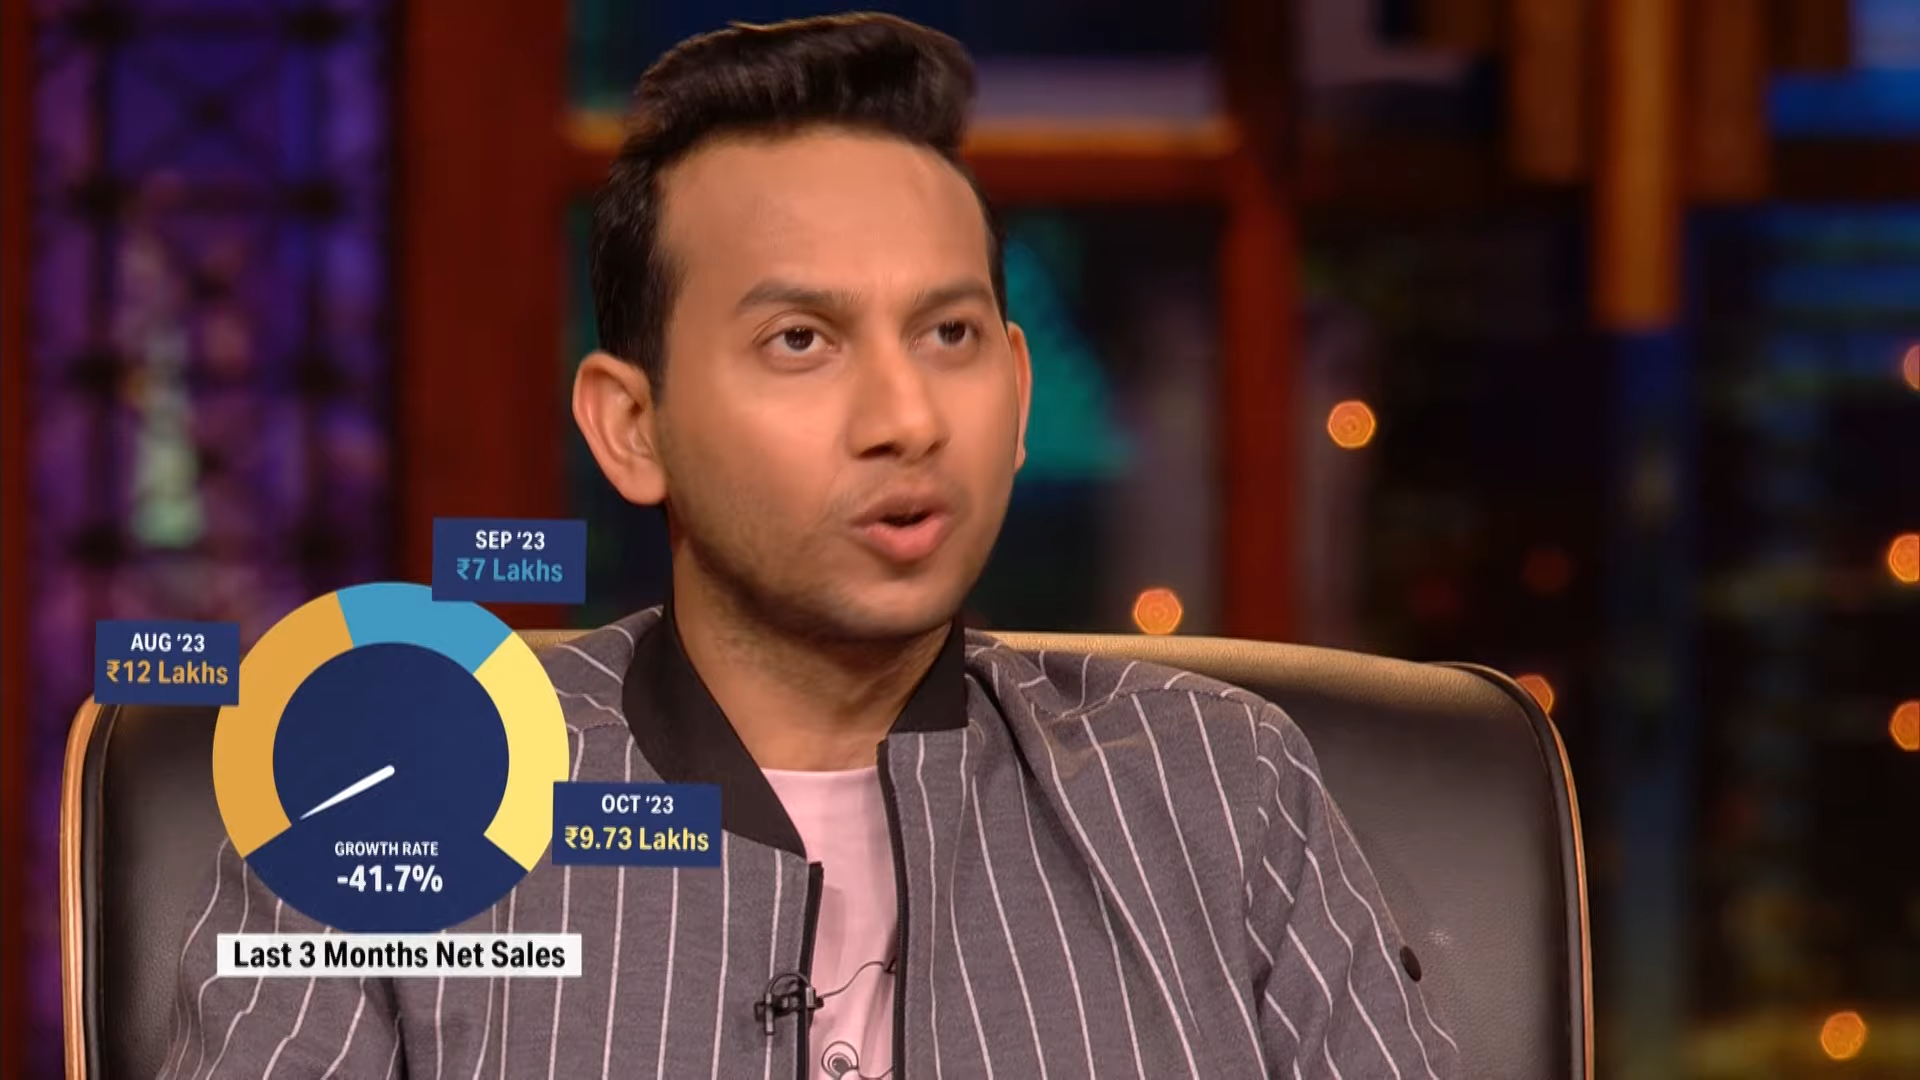 SEP '23
₹7 Lakhs
AUG '23
₹12 Lakhs
OCT '23
₹9.73 Lakhs
GROWTH RATE
-41.7%
Last 3 Months Net Sales